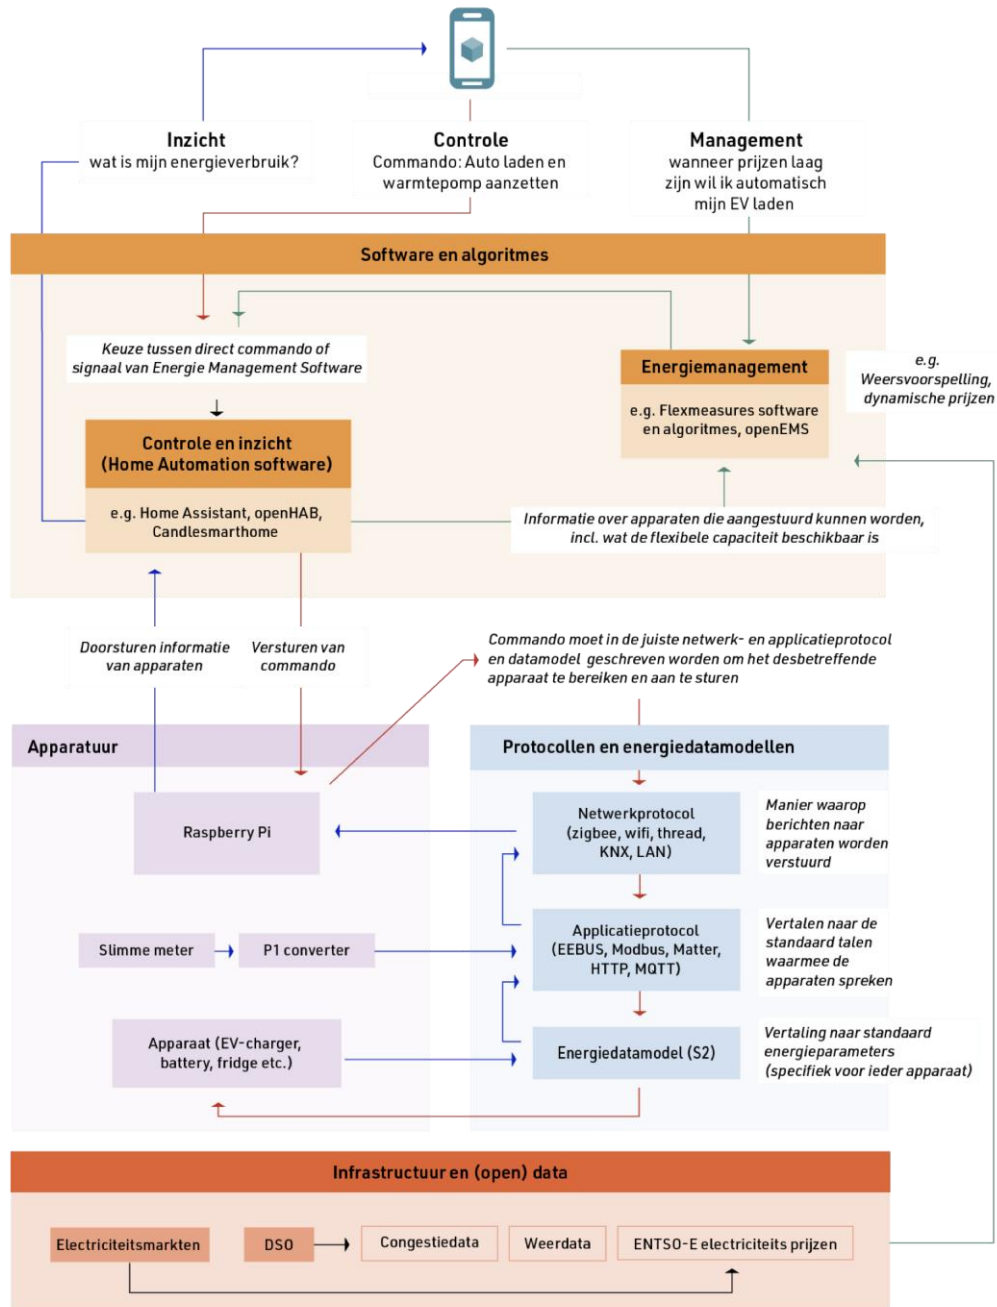 Inzicht
wat is mijn energieverbruik?
Controle
Commando: Auto laden en
warmtepomp aanzetten
Management
wanneer prijzen laag
zijn wil ik automatisch
mijn EV laden
Software en algoritmes
Keuze tussen direct commando of
signaal van Energie Management Software
Energiemanagement
e.g. Flexmeasures software
en algoritmes, openEMS
e.g.
Weersvoorspelling,
dynamische prijzen
Controle en inzicht
(Home Automation software)
e.g. Home Assistant, openHAB,
Candlesmarthome
Informatie over apparaten die aangestuurd kunnen worden,
incl. wat de flexibele capaciteit beschikbaar is
Doorsturen informatie
van apparaten
Versturen van
commando
Commando moet in de juiste netwerk- en applicatieprotocol
en datamodel geschreven worden om het desbetreffende
apparaat te bereiken en aan te sturen
Apparatuur
Protocollen en energiedatamodellen
Raspberry Pi
Netwerkprotocol
(zigbee, wifi, thread,
KNX, LAN)
Manier waarop
berichten naar
apparaten worden
verstuurd
Slimme meter
P1 converter
Applicatieprotocol
(EEBUS, Modbus, Matter,
HTTP, MQTT)
Vertalen naar de
standaard talen
waarmee de
apparaten spreken
Apparaat (EV-charger,
battery, fridge etc.)
Energiedatamodel (S2)
Vertaling naar standaard
energieparameters
(specifiek voor ieder apparaat)
Infrastructuur en (open) data
Electriciteitsmarkten
DSO
Congestiedata
Weerdata
ENTSO-E electriciteits prijzen